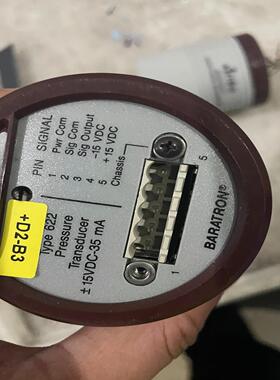 PIN SIGNAL
1 Pwr Com
2 Sig Com
3 Sig Output
4 -15 VDC
5 +15 VDC
Chassis
5
1
BARATRON®
+D2-B3
Type 622
Pressure
Transducer
±15VDC-35 mA